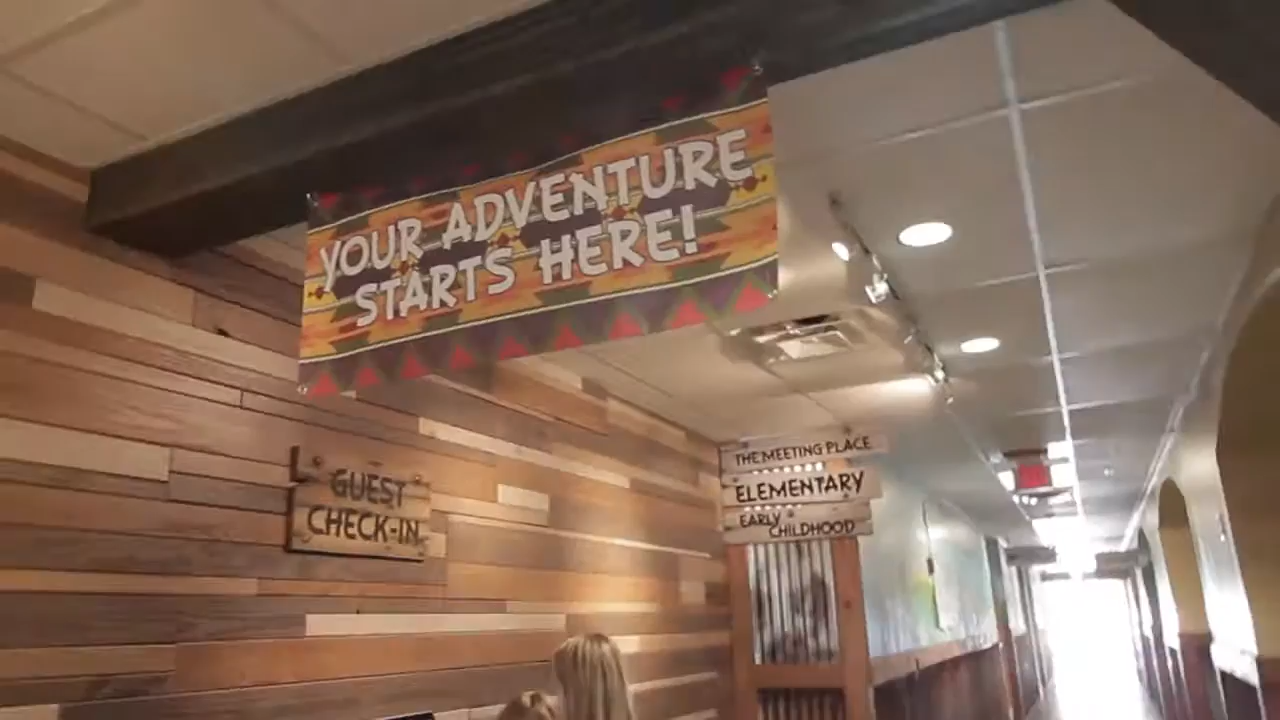 YOUR ADVENTURE
STARTS HERE!
GUEST
CHECK-IN
THE MEETING PLACE
ELEMENTARY
EARLY
CHILDHOOD